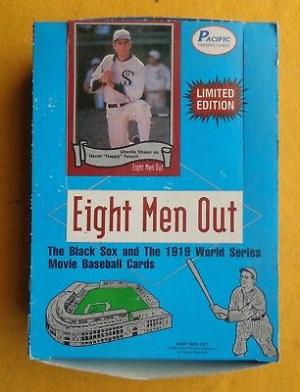 PACIFIC
TRADING CARDS
LIMITED
EDITION
Charlie Sheen as
Oscar "Happy" Felsch
Eight Men Out
Eight Men Out
The Black Sox and The 1919 World Series
Movie Baseball Cards
EIGHT MEN OUT